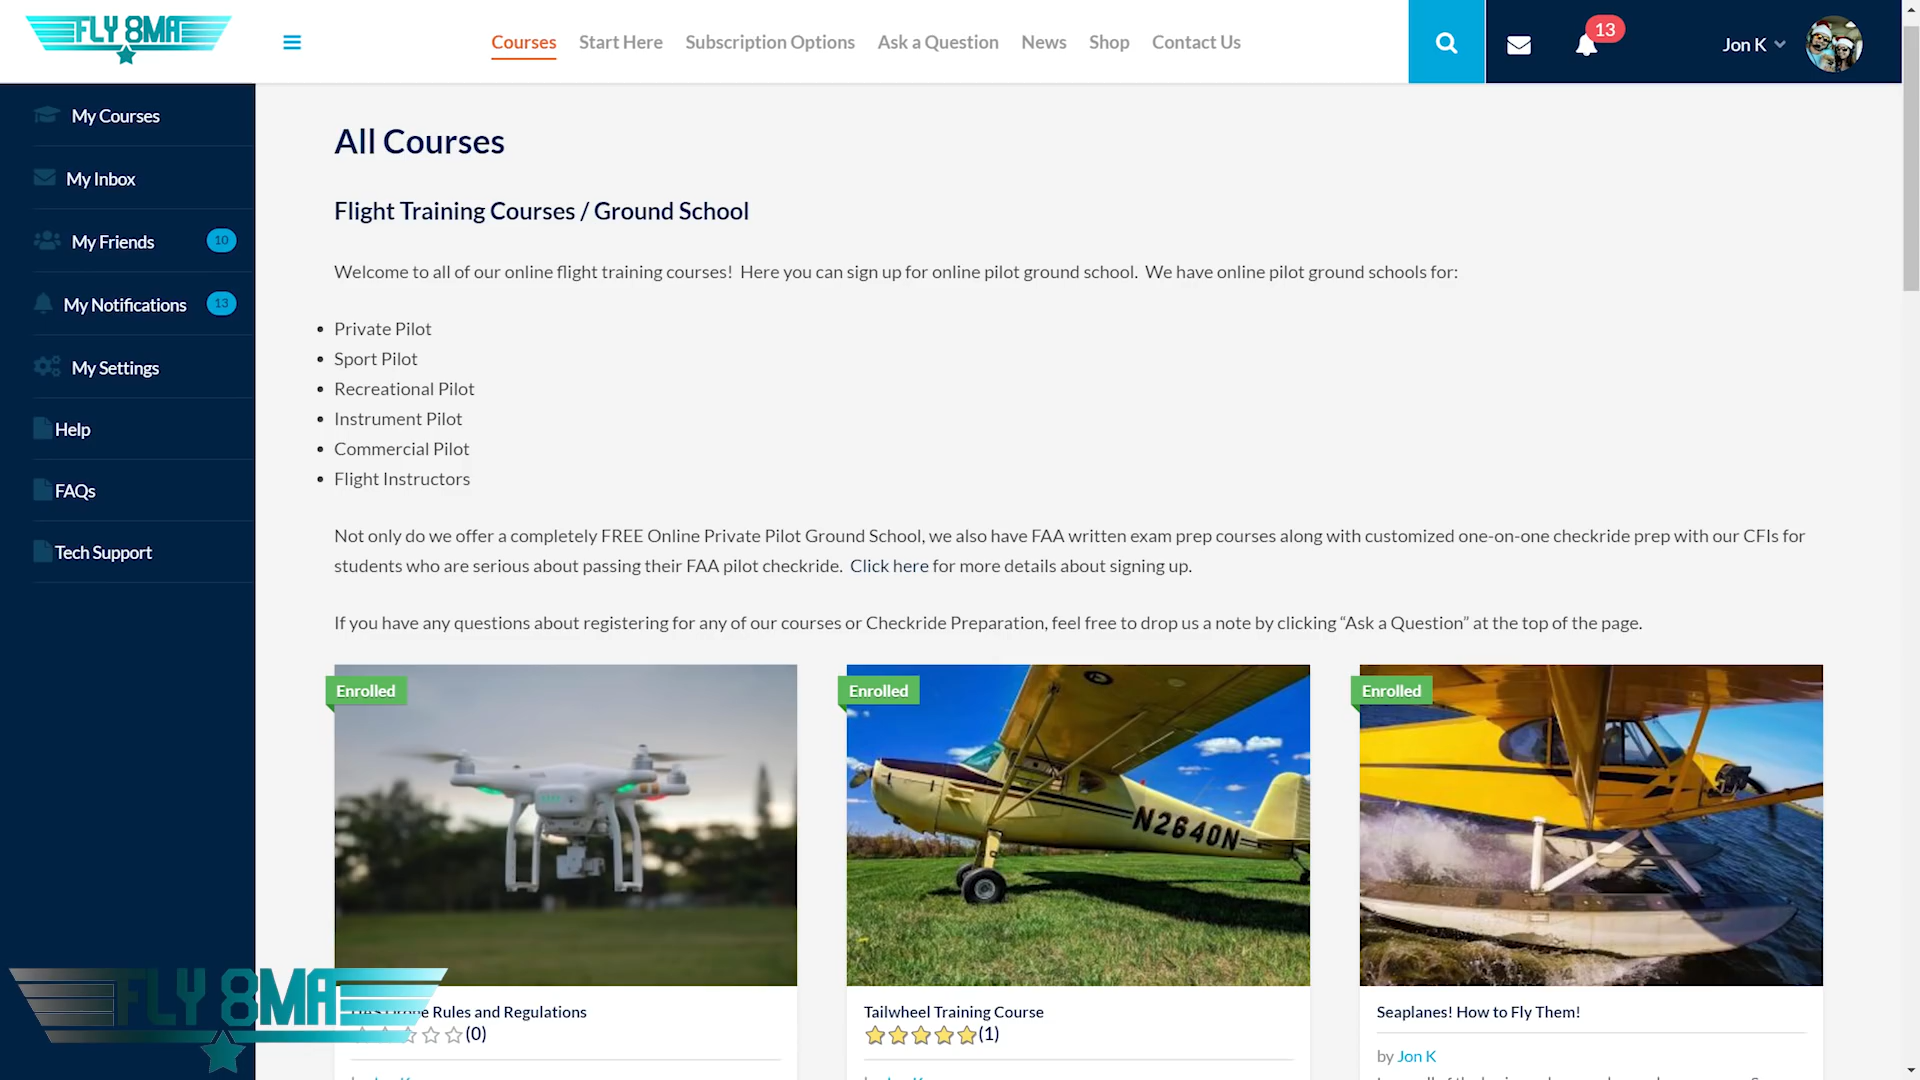 FLY 8MA
Courses
Start Here
Subscription Options
Ask a Question
News
Shop
Contact Us
13
Jon K
My Courses
My Inbox
My Friends 10
My Notifications 13
My Settings
Help
FAQs
Tech Support
All Courses
Flight Training Courses / Ground School
Welcome to all of our online flight training courses! Here you can sign up for online pilot ground school. We have online pilot ground schools for:
Private Pilot
Sport Pilot
Recreational Pilot
Instrument Pilot
Commercial Pilot
Flight Instructors
Not only do we offer a completely FREE Online Private Pilot Ground School, we also have FAA written exam prep courses along with customized one-on-one checkride prep with our CFIs for
students who are serious about passing their FAA pilot checkride. Click here for more details about signing up.
If you have any questions about registering for any of our courses or Checkride Preparation, feel free to drop us a note by clicking “Ask a Question” at the top of the page.
Enrolled
Enrolled
Enrolled
N2640N
FLY 8MA
Rules and Regulations
(0)
Tailwheel Training Course
(1)
Seaplanes! How to Fly Them!
by Jon K